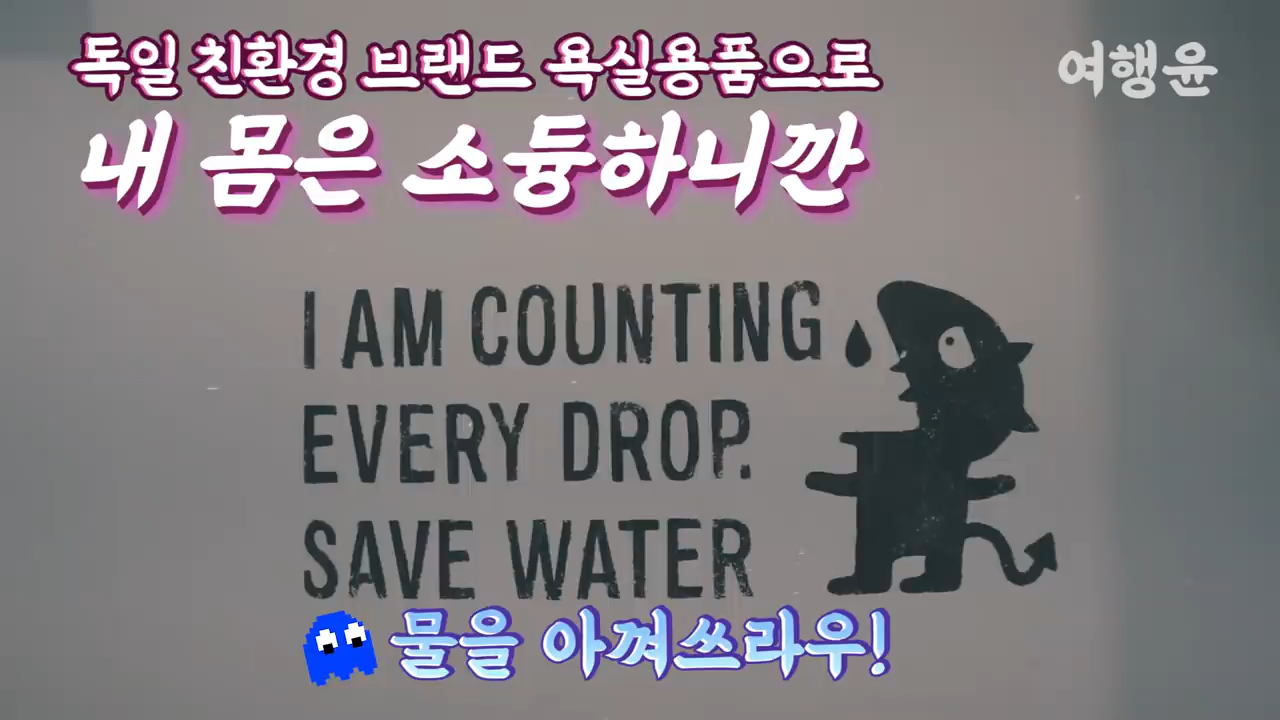 독일 친환경 브랜드 욕실용품으로
여행윤
내 몸은 소듕하니깐
I AM COUNTING
EVERY DROP.
SAVE WATER
물을 아껴쓰라우!